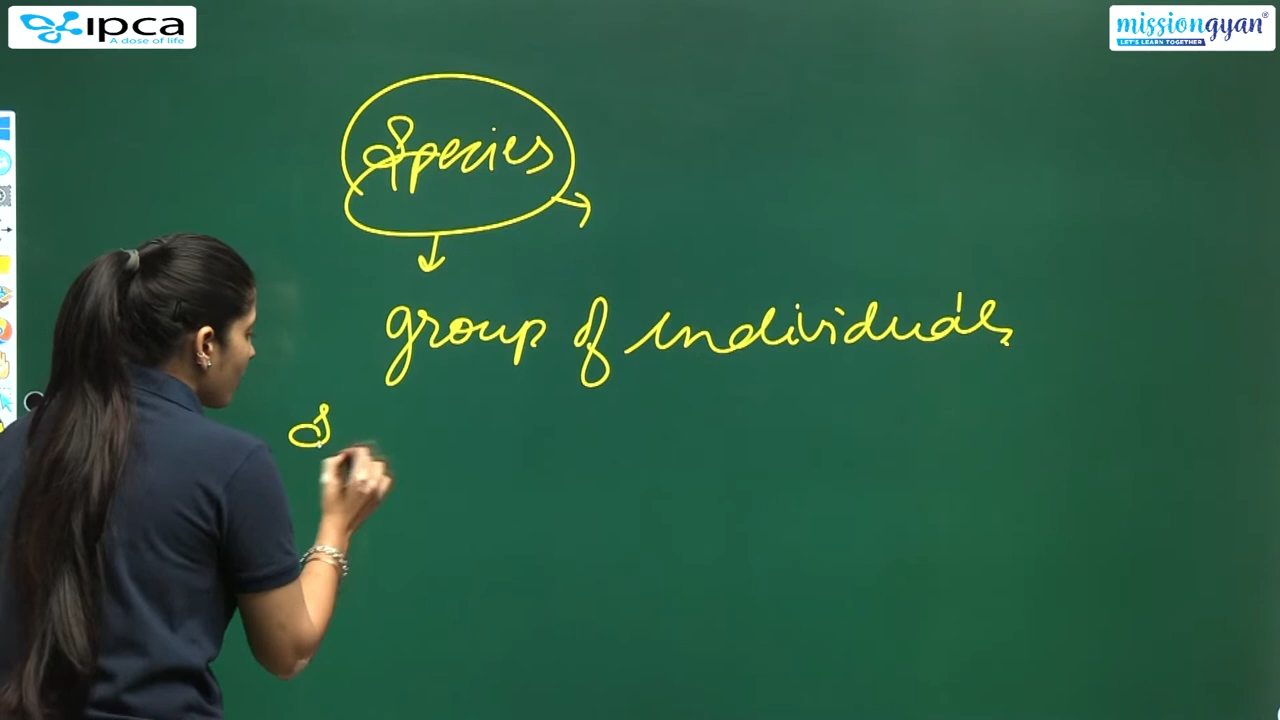 ipca
A dose of life
missiongyan®
LET'S LEARN TOGETHER
Species
group of individuals
S